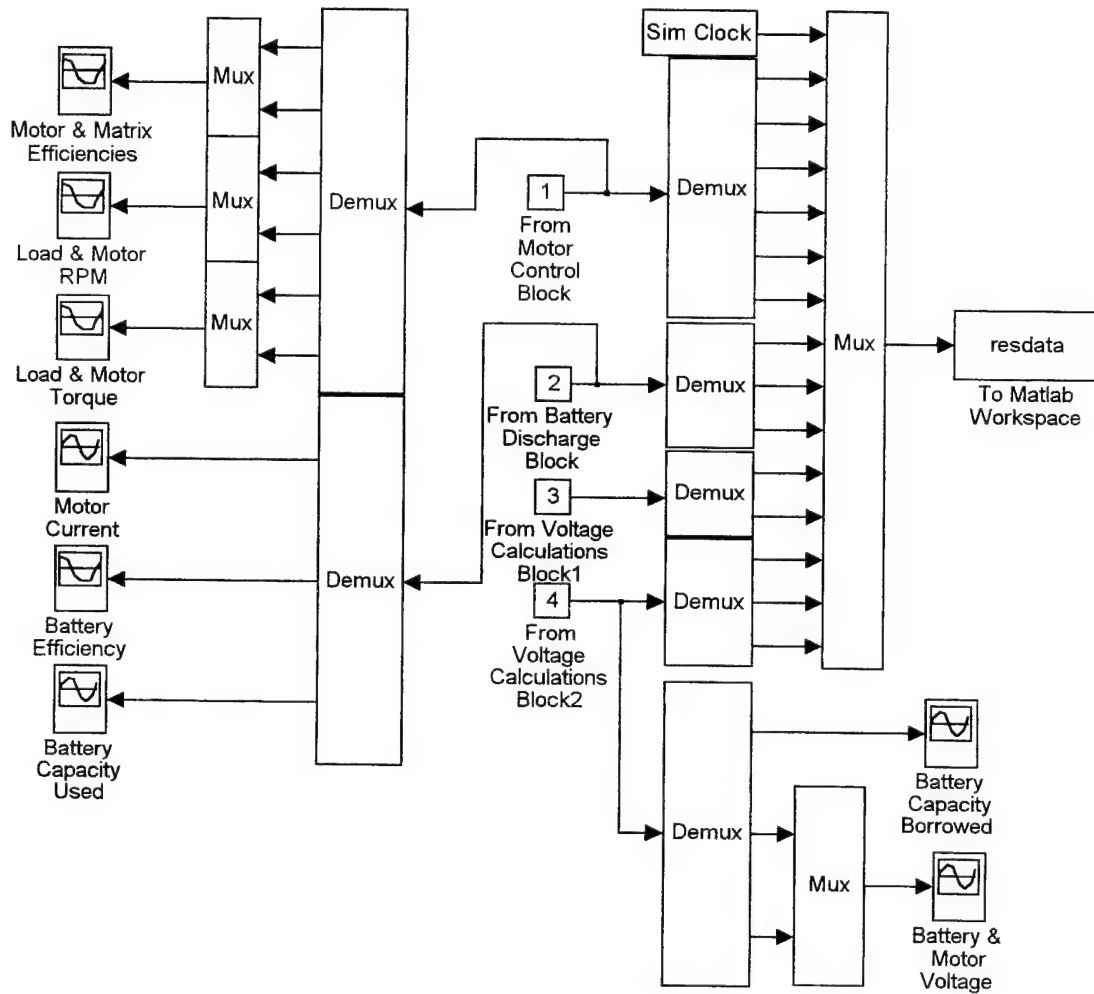 Sim Clock
Mux
Motor & Matrix
Efficiencies
Mux
Load & Motor
RPM
Mux
Load & Motor
Torque
Demux
Motor
Current
Battery
Efficiency
Battery
Capacity
Used
Demux
1
From
Motor
Control
Block
2
From Battery
Discharge
Block
3
From Voltage
Calculations
Block1
4
From
Voltage
Calculations
Block2
Demux
Demux
Demux
Demux
Mux
resdata
To Matlab
Workspace
Demux
Mux
Battery
Capacity
Borrowed
Battery &
Motor
Voltage